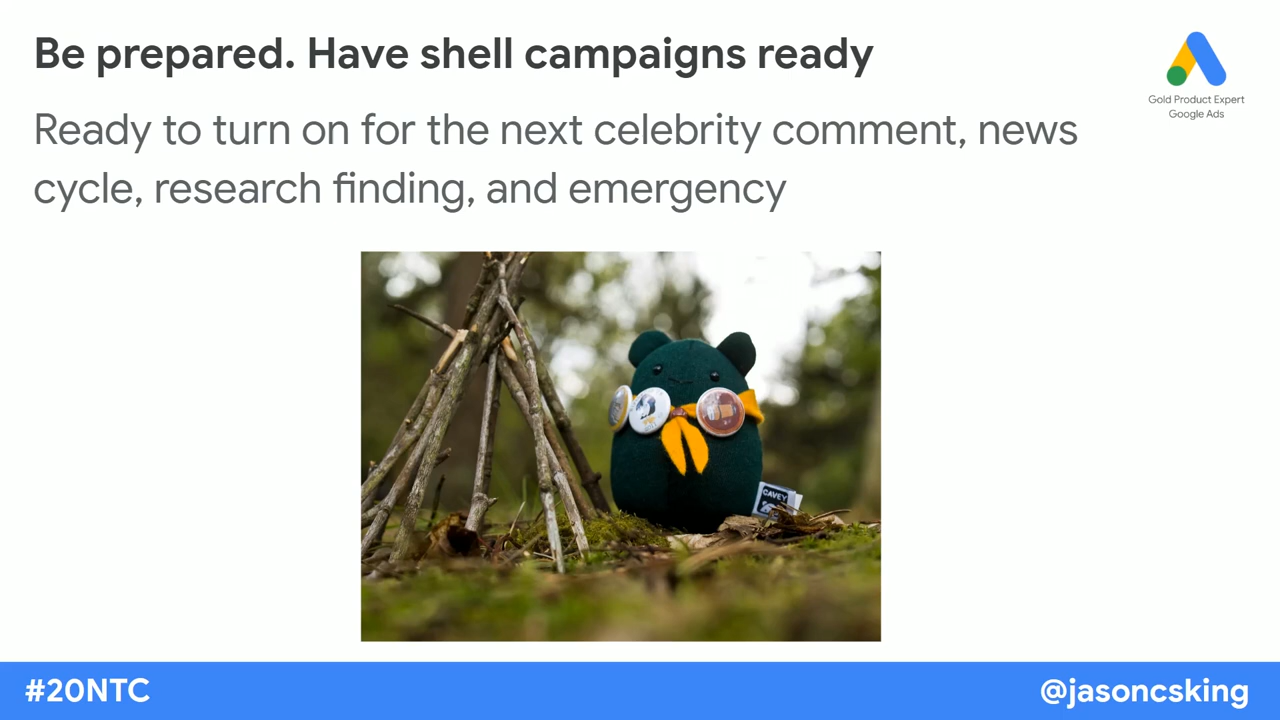 Be prepared. Have shell campaigns ready
Gold Product Expert
Google Ads
Ready to turn on for the next celebrity comment, news
cycle, research finding, and emergency
CAVEY
#20NTC
@jasoncsking